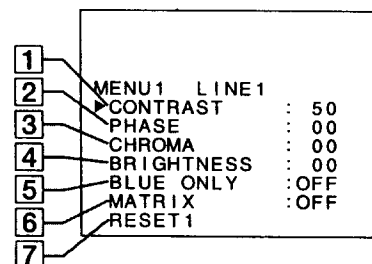 MENU1 LINE1
1 ►CONTRAST : 50
2 PHASE : 00
3 CHROMA : 00
4 BRIGHTNESS : 00
5 BLUE ONLY :OFF
6 MATRIX :OFF
7 RESET1